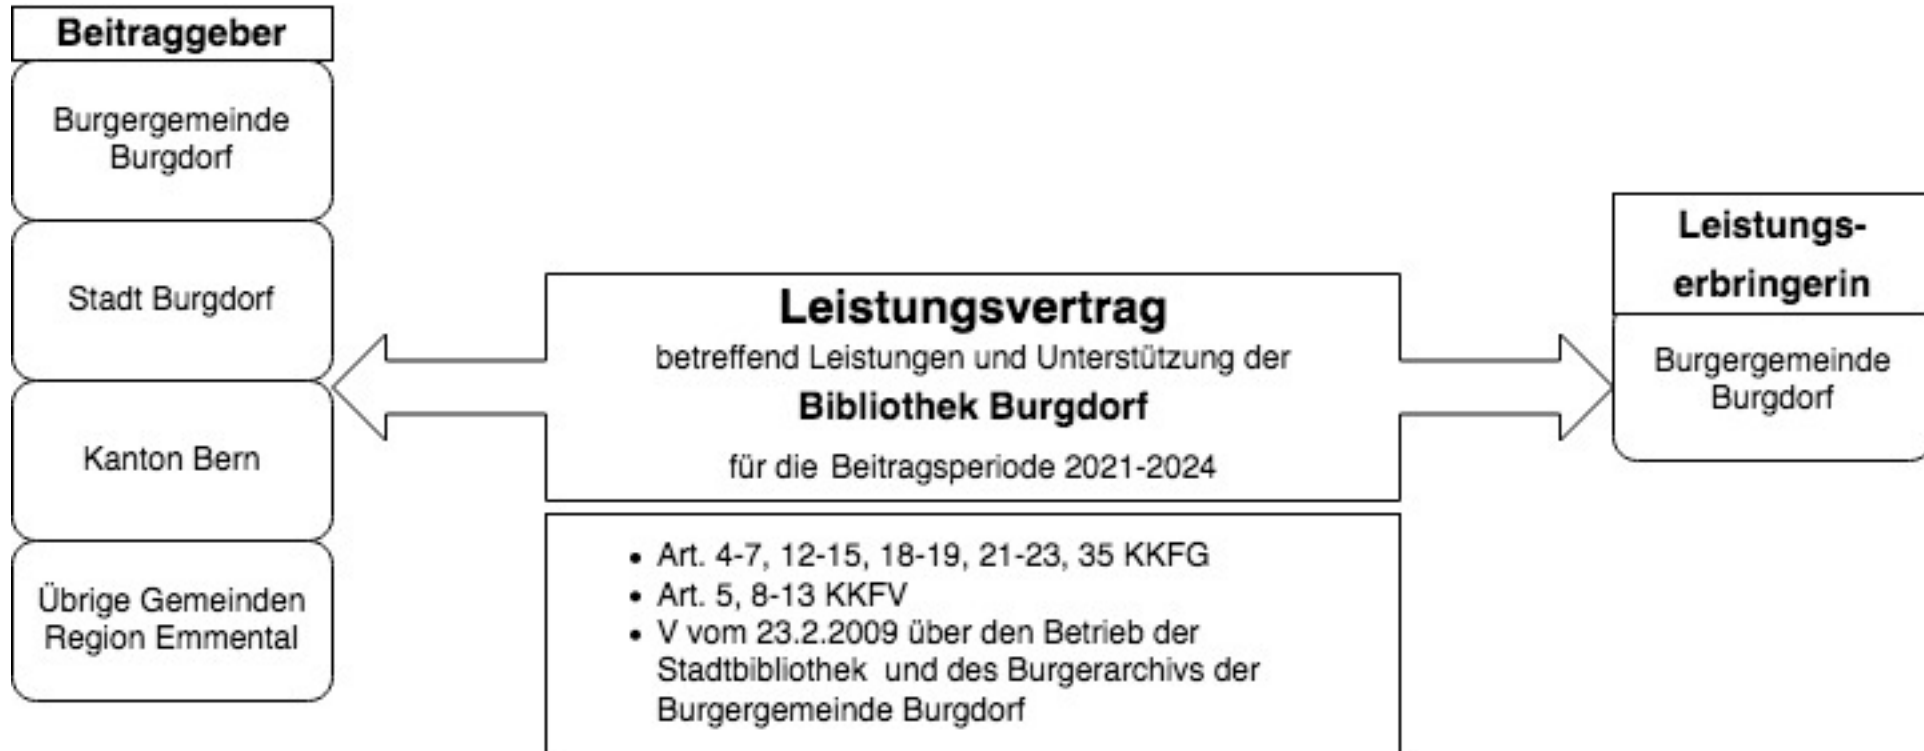 Beitraggeber
Burgergemeinde
Burgdorf
Stadt Burgdorf
Kanton Bern
Übrige Gemeinden
Region Emmental
Leistungsvertrag
betreffend Leistungen und Unterstützung der
Bibliothek Burgdorf
für die Beitragsperiode 2021-2024
• Art. 4-7, 12-15, 18-19, 21-23, 35 KKFG
• Art. 5, 8-13 KKFV
• V vom 23.2.2009 über den Betrieb der
Stadtbibliothek und des Burgerarchivs der
Burgergemeinde Burgdorf
Leistungs-
erbringerin
Burgergemeinde
Burgdorf